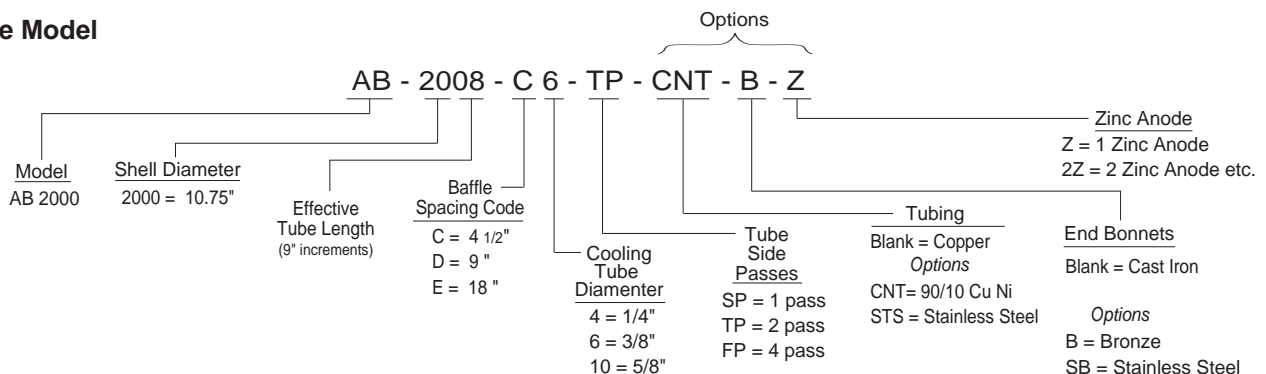 e Model
Options
AB - 2008 - C 6 - TP - CNT - B - Z
Model
AB 2000
Shell Diameter
2000 = 10.75"
Effective
Tube Length
(9" increments)
Baffle
Spacing Code
C = 4 1/2"
D = 9 "
E = 18 "
Cooling
Tube
Diamenter
4 = 1/4"
6 = 3/8"
10 = 5/8"
Tube
Side
Passes
SP = 1 pass
TP = 2 pass
FP = 4 pass
Tubing
Blank = Copper
Options
CNT= 90/10 Cu Ni
STS = Stainless Steel
End Bonnets
Blank = Cast Iron
Options
B = Bronze
SB = Stainless Steel
Zinc Anode
Z = 1 Zinc Anode
2Z = 2 Zinc Anode etc.